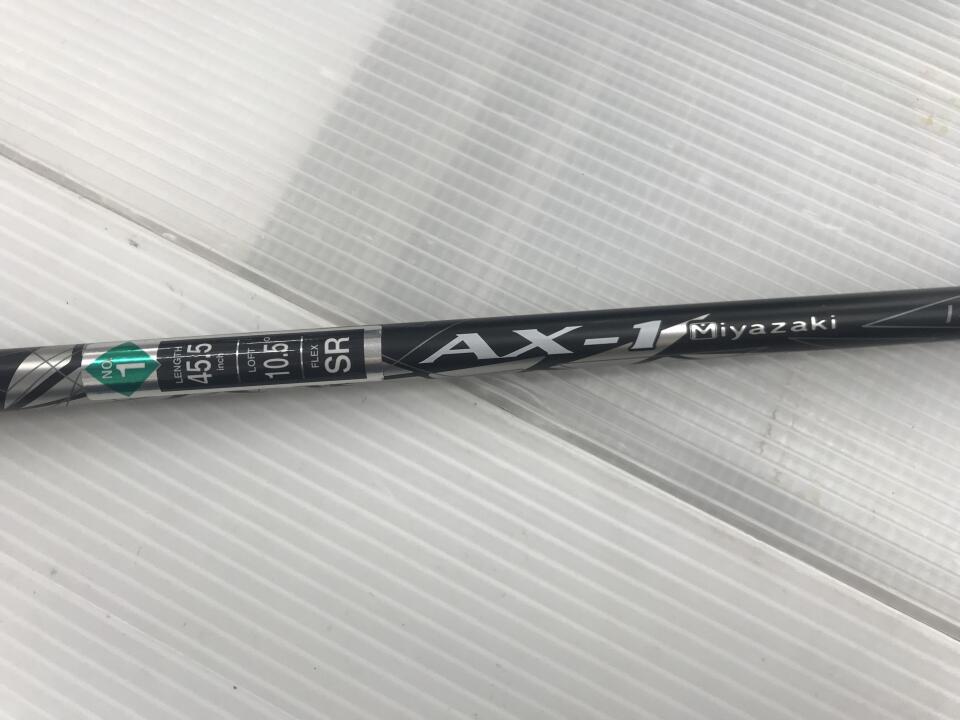 NO. 1
LENGTH 45.5 inch
LOFT 10.5°
FLEX SR
AX-1 Miyazaki